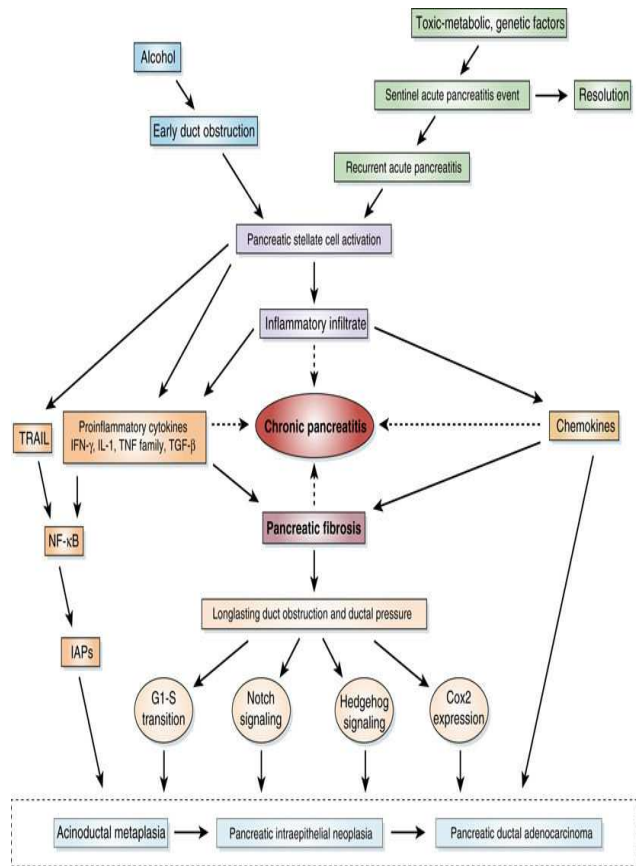 Toxic-metabolic, genetic factors
Alcohol
Sentinel acute pancreatitis event
Resolution
Early duct obstruction
Recurrent acute pancreatitis
Pancreatic stellate cell activation
Inflammatory infiltrate
TRAIL
Proinflammatory cytokines
IFN-γ, IL-1, TNF family, TGF-β
Chronic pancreatitis
Chemokines
NF-κB
Pancreatic fibrosis
Longlasting duct obstruction and ductal pressure
IAPs
G1-S
transition
Notch
signaling
Hedgehog
signaling
Cox2
expression
Acinoductal metaplasia
Pancreatic intraepithelial neoplasia
Pancreatic ductal adenocarcinoma